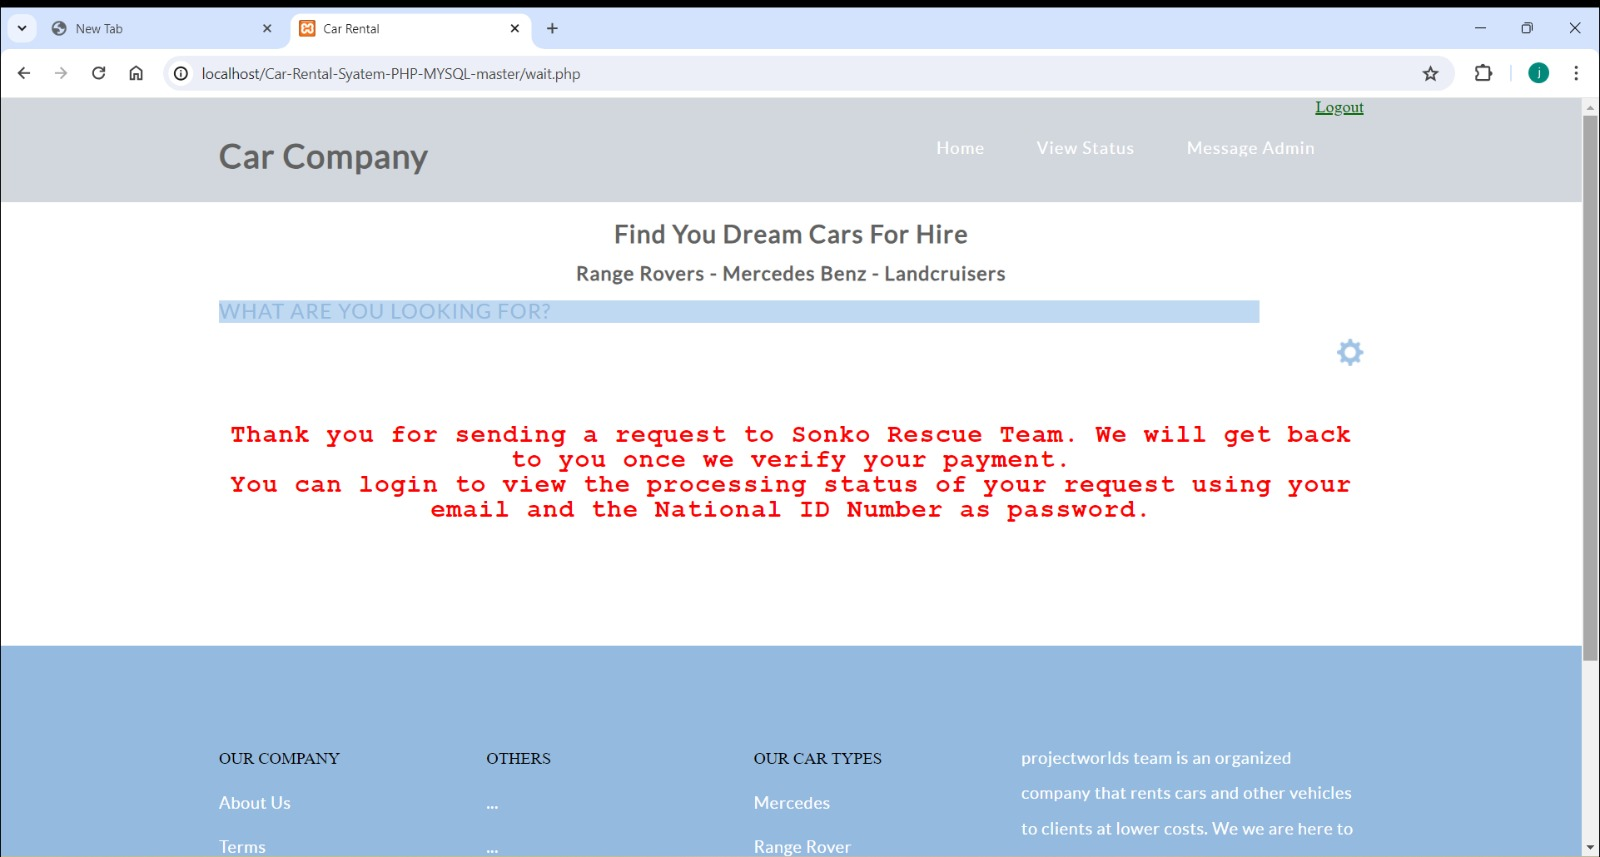 New Tab
Car Rental
localhost/Car-Rental-Syatem-PHP-MYSQL-master/wait.php
j
Logout
Car Company
Home View Status Message Admin
Find You Dream Cars For Hire
Range Rovers - Mercedes Benz - Landcruisers
WHAT ARE YOU LOOKING FOR?
Thank you for sending a request to Sonko Rescue Team. We will get back
to you once we verify your payment.
You can login to view the processing status of your request using your
email and the National ID Number as password.
OUR COMPANY
About Us
Terms
OTHERS
...
...
OUR CAR TYPES
Mercedes
Range Rover
projectworlds team is an organized
company that rents cars and other vehicles
to clients at lower costs. We we are here to